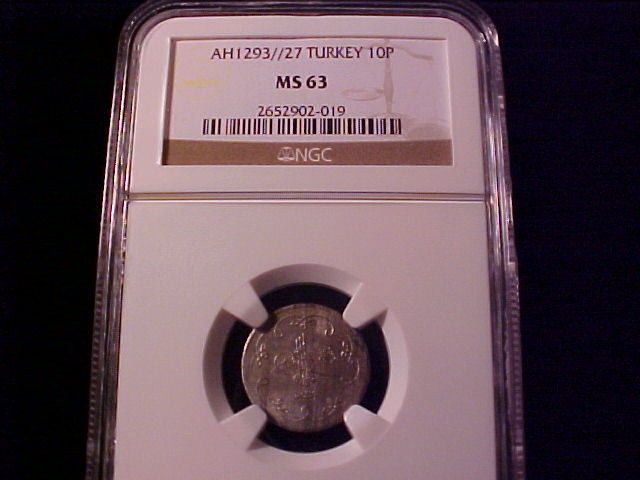 AH1293//27 TURKEY 10P
MS 63
2652902-019
NGC